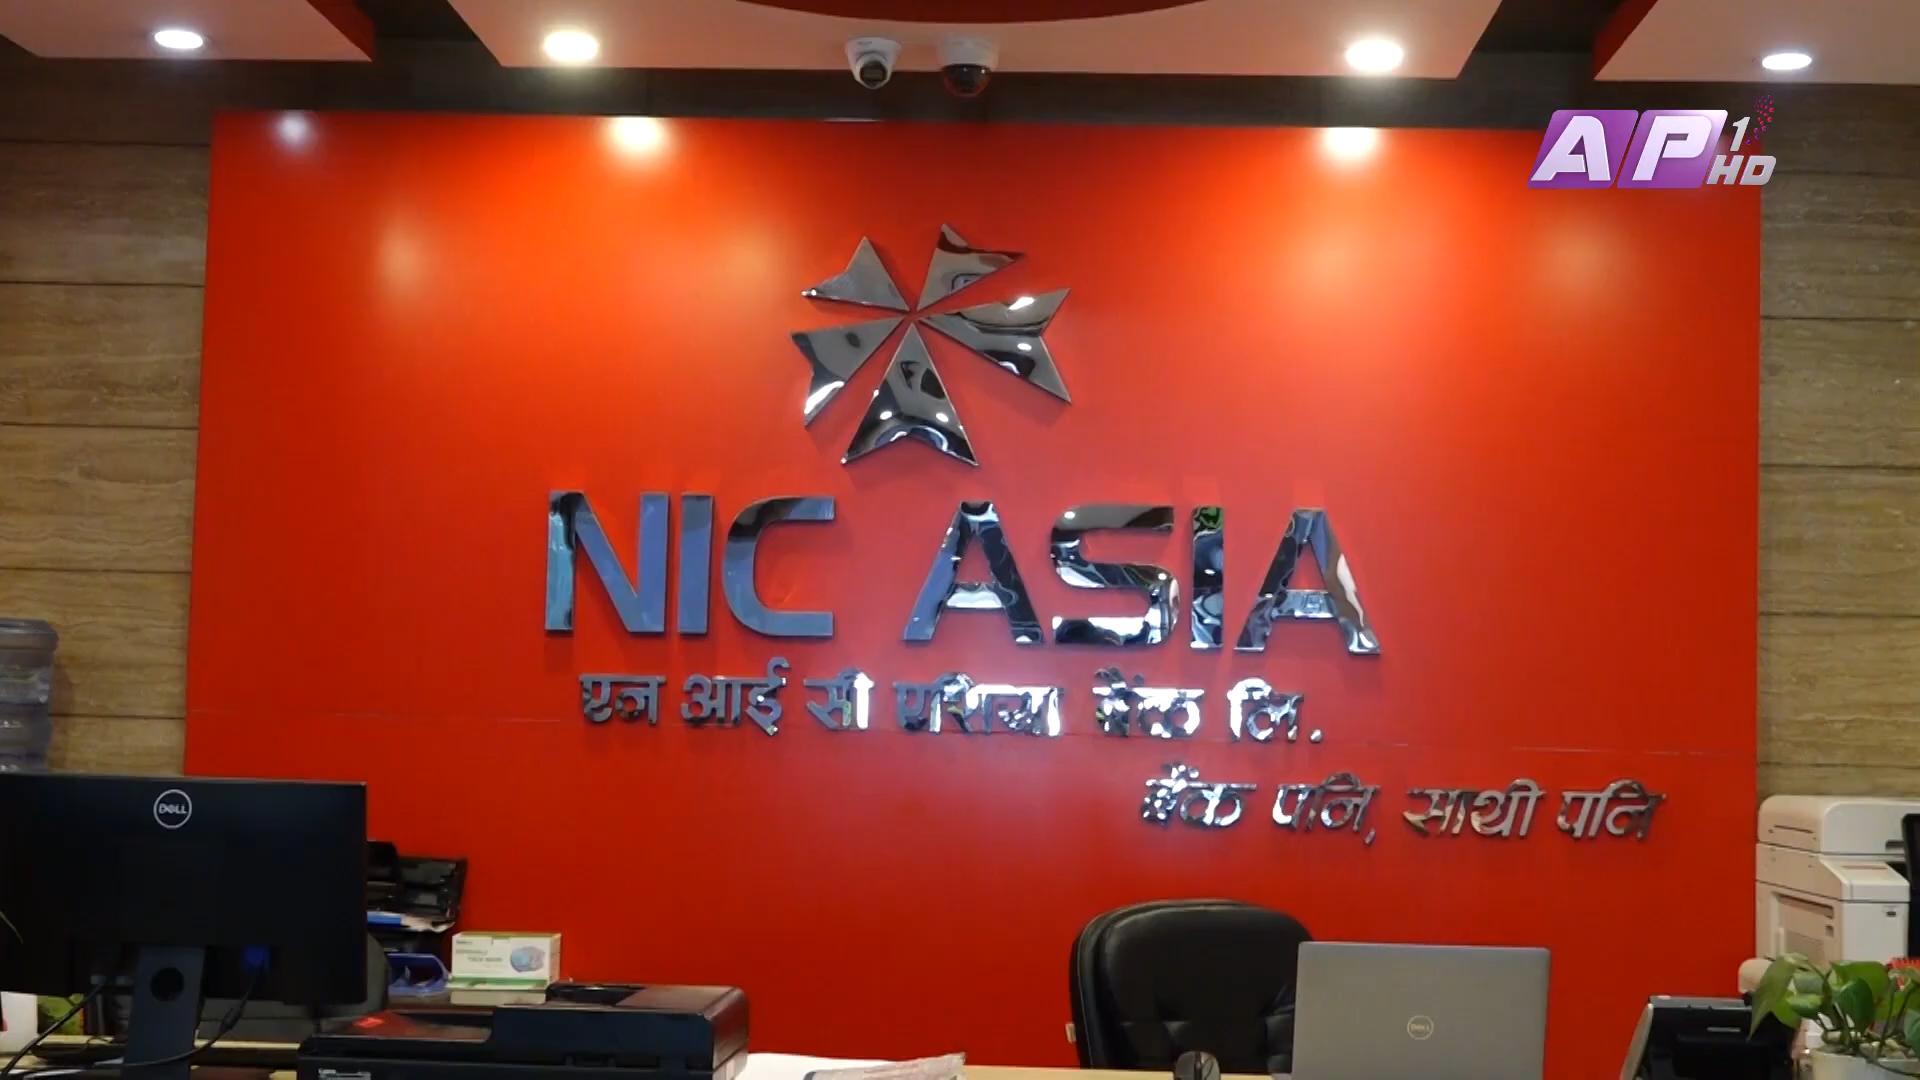 AP1 HD
NIC ASIA
एन आई सी एशिया बैंक लि.
बैंक पनि, साथी पनि
DELL
DELL